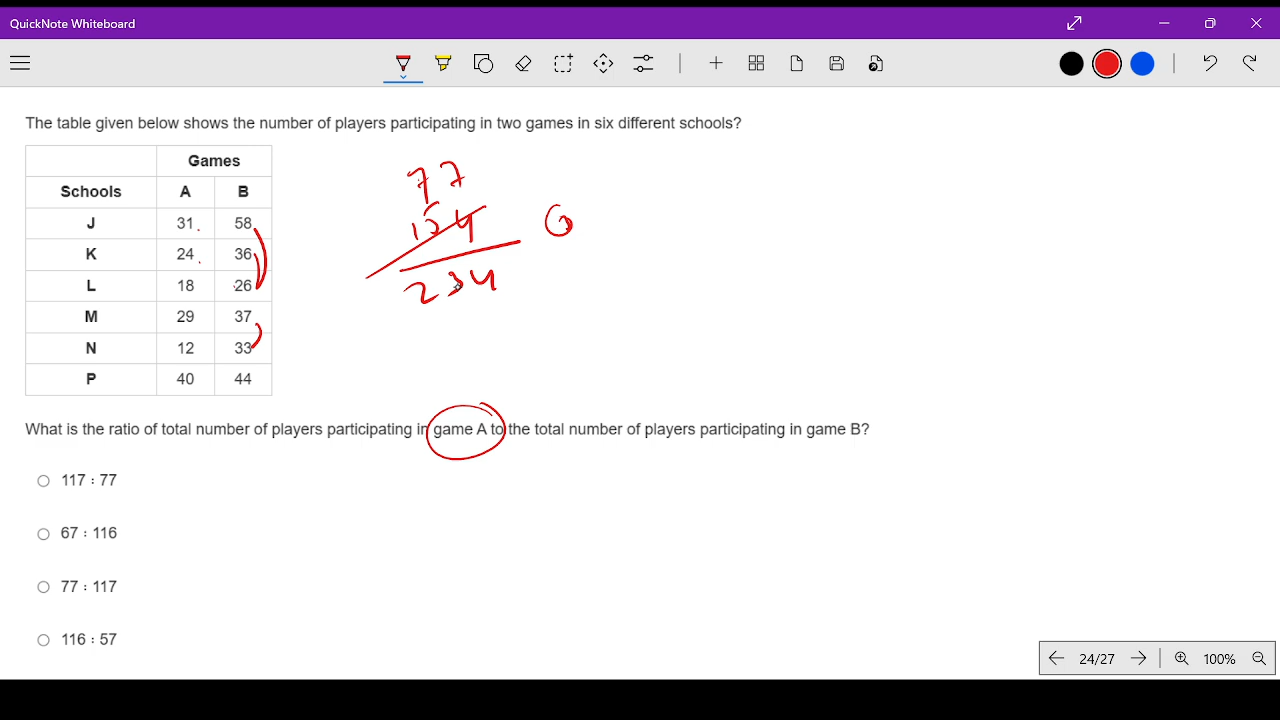 QuickNote Whiteboard
The table given below shows the number of players participating in two games in six different schools?
Games
Schools A B
J 31 58
K 24 36
L 18 26
M 29 37
N 12 33
P 40 44
77
154
234
What is the ratio of total number of players participating in game A to the total number of players participating in game B?
117 : 77
67 : 116
77 : 117
116 : 57
24/27 100%